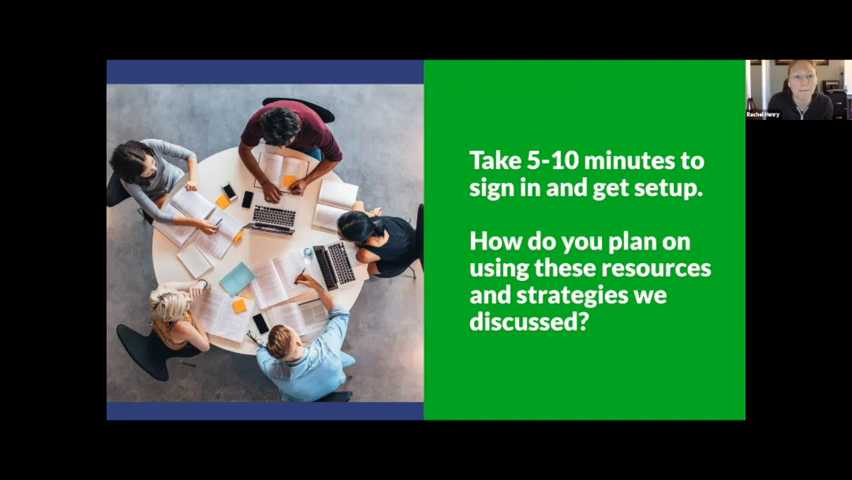 Rachel Henry
Take 5-10 minutes to
sign in and get setup.
How do you plan on
using these resources
and strategies we
discussed?